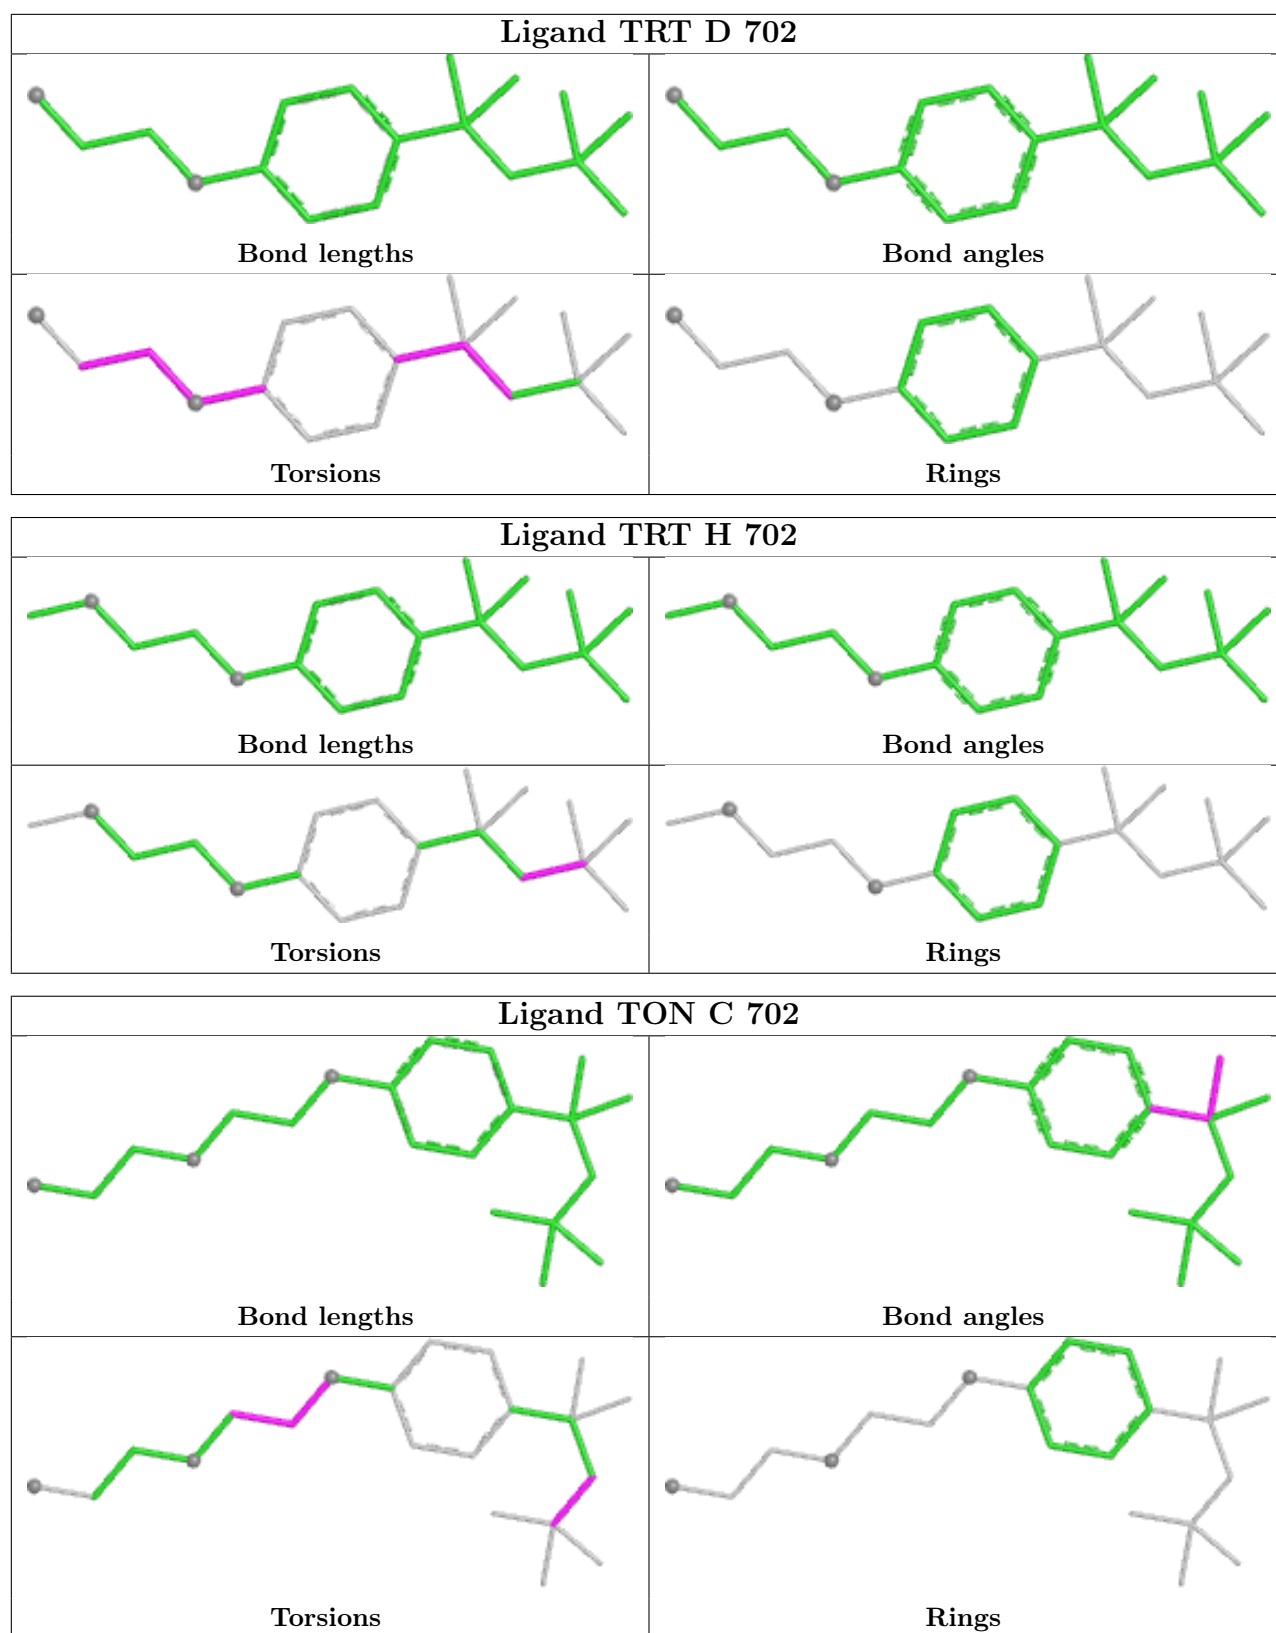 Ligand TRT D 702
Bond lengths
Bond angles
Torsions
Rings
Ligand TRT H 702
Bond lengths
Bond angles
Torsions
Rings
Ligand TON C 702
Bond lengths
Bond angles
Torsions
Rings